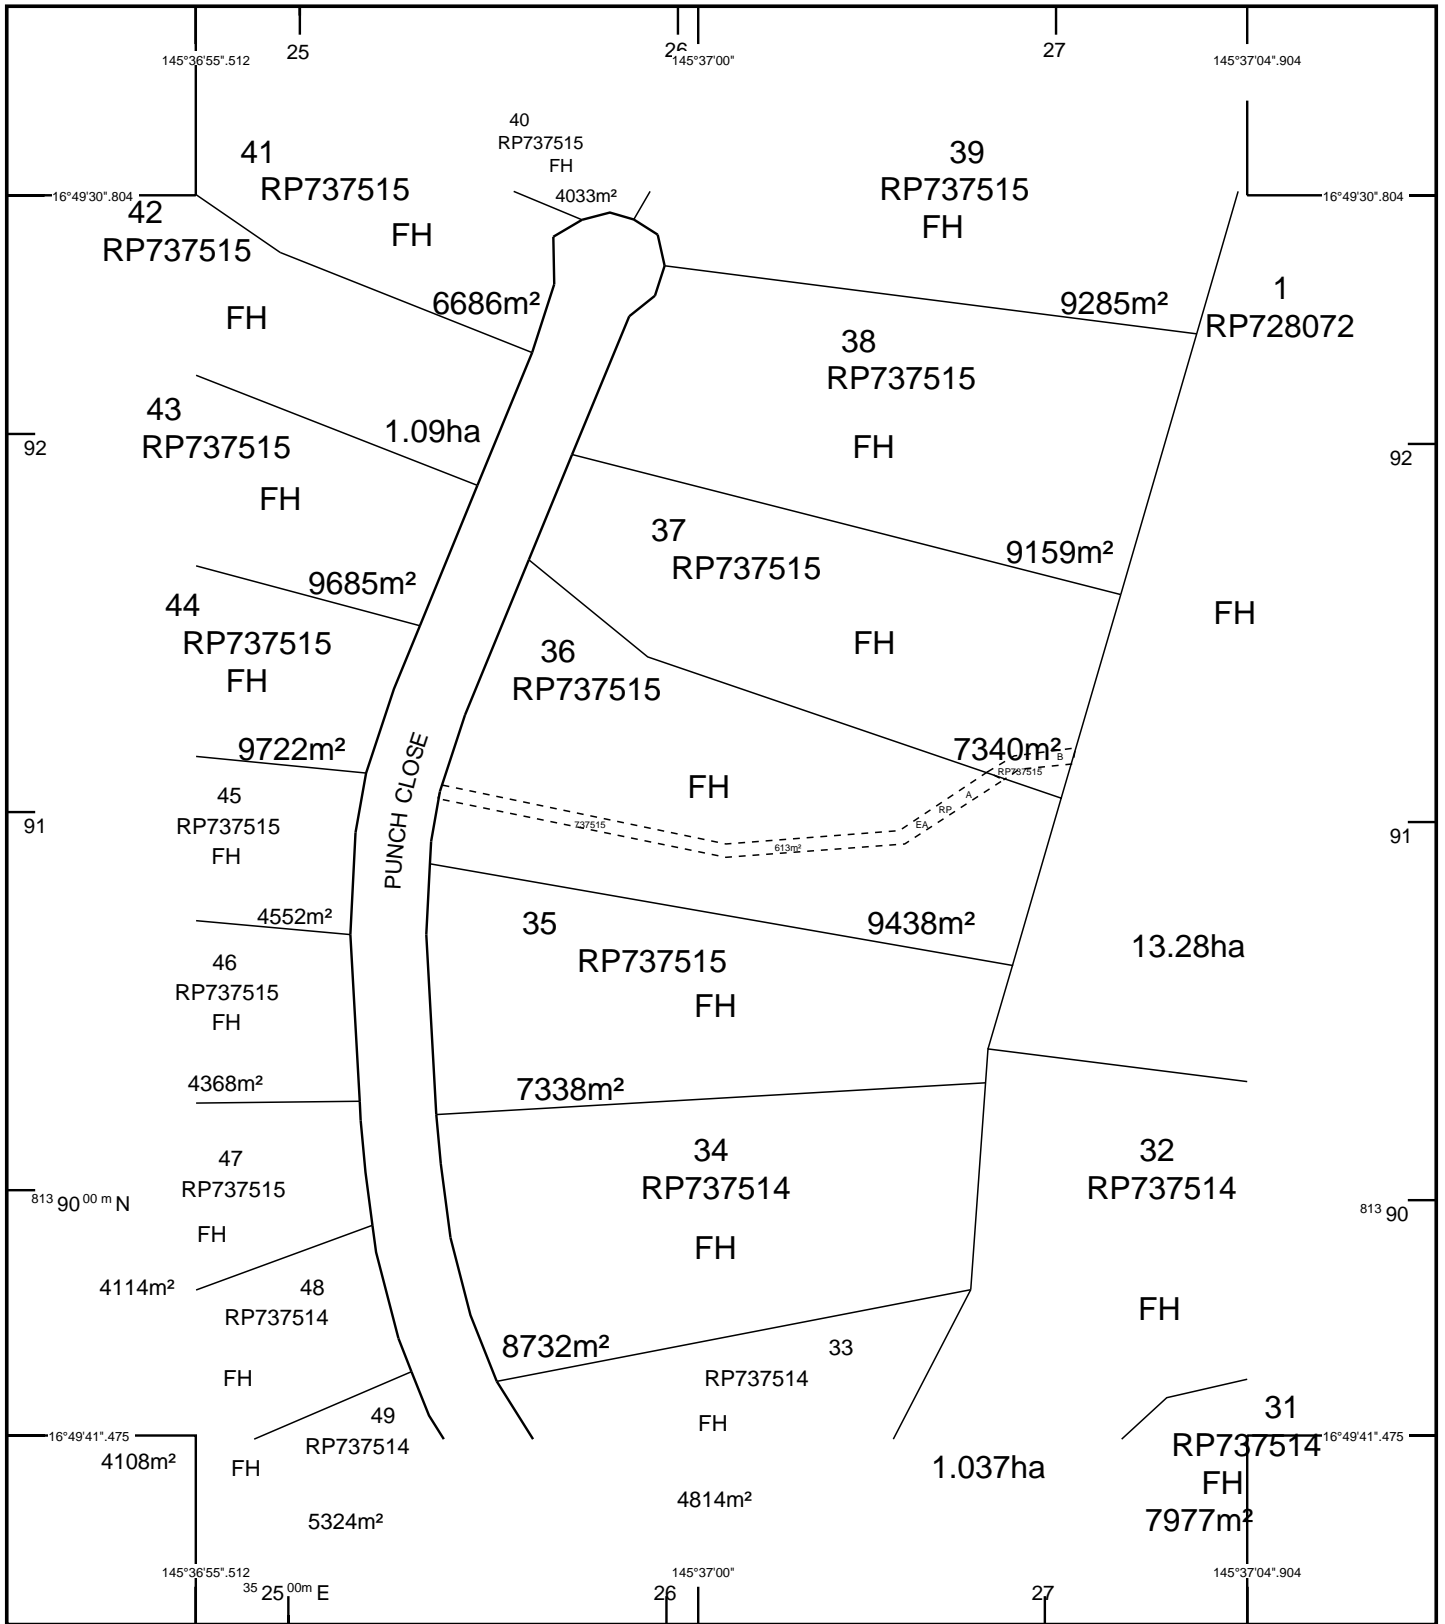 25
26
27
145°36'55".512
145°37'00"
145°37'04".904
40
RP737515
FH
4033m²
41
RP737515
FH
39
RP737515
FH
16°49'30".804
16°49'30".804
42
RP737515
FH
6686m²
9285m²
1
RP728072
38
RP737515
FH
43
RP737515
FH
1.09ha
92
92
37
RP737515
9159m²
FH
FH
9685m²
44
RP737515
FH
36
RP737515
FH
9722m²
7340m²
B
RP737515
A
RP
EA
737515
613m²
PUNCH CLOSE
45
RP737515
FH
91
91
4552m²
35
RP737515
FH
9438m²
13.28ha
46
RP737515
FH
4368m²
7338m²
47
RP737515
FH
34
RP737514
FH
32
RP737514
FH
813 90 00 m N
813 90
4114m²
48
RP737514
FH
8732m²
33
RP737514
FH
49
RP737514
FH
31
RP737514
FH
7977m²
16°49'41".475
16°49'41".475
4108m²
1.037ha
4814m²
5324m²
145°36'55".512
145°37'00"
145°37'04".904
35 25 00m E
26
27